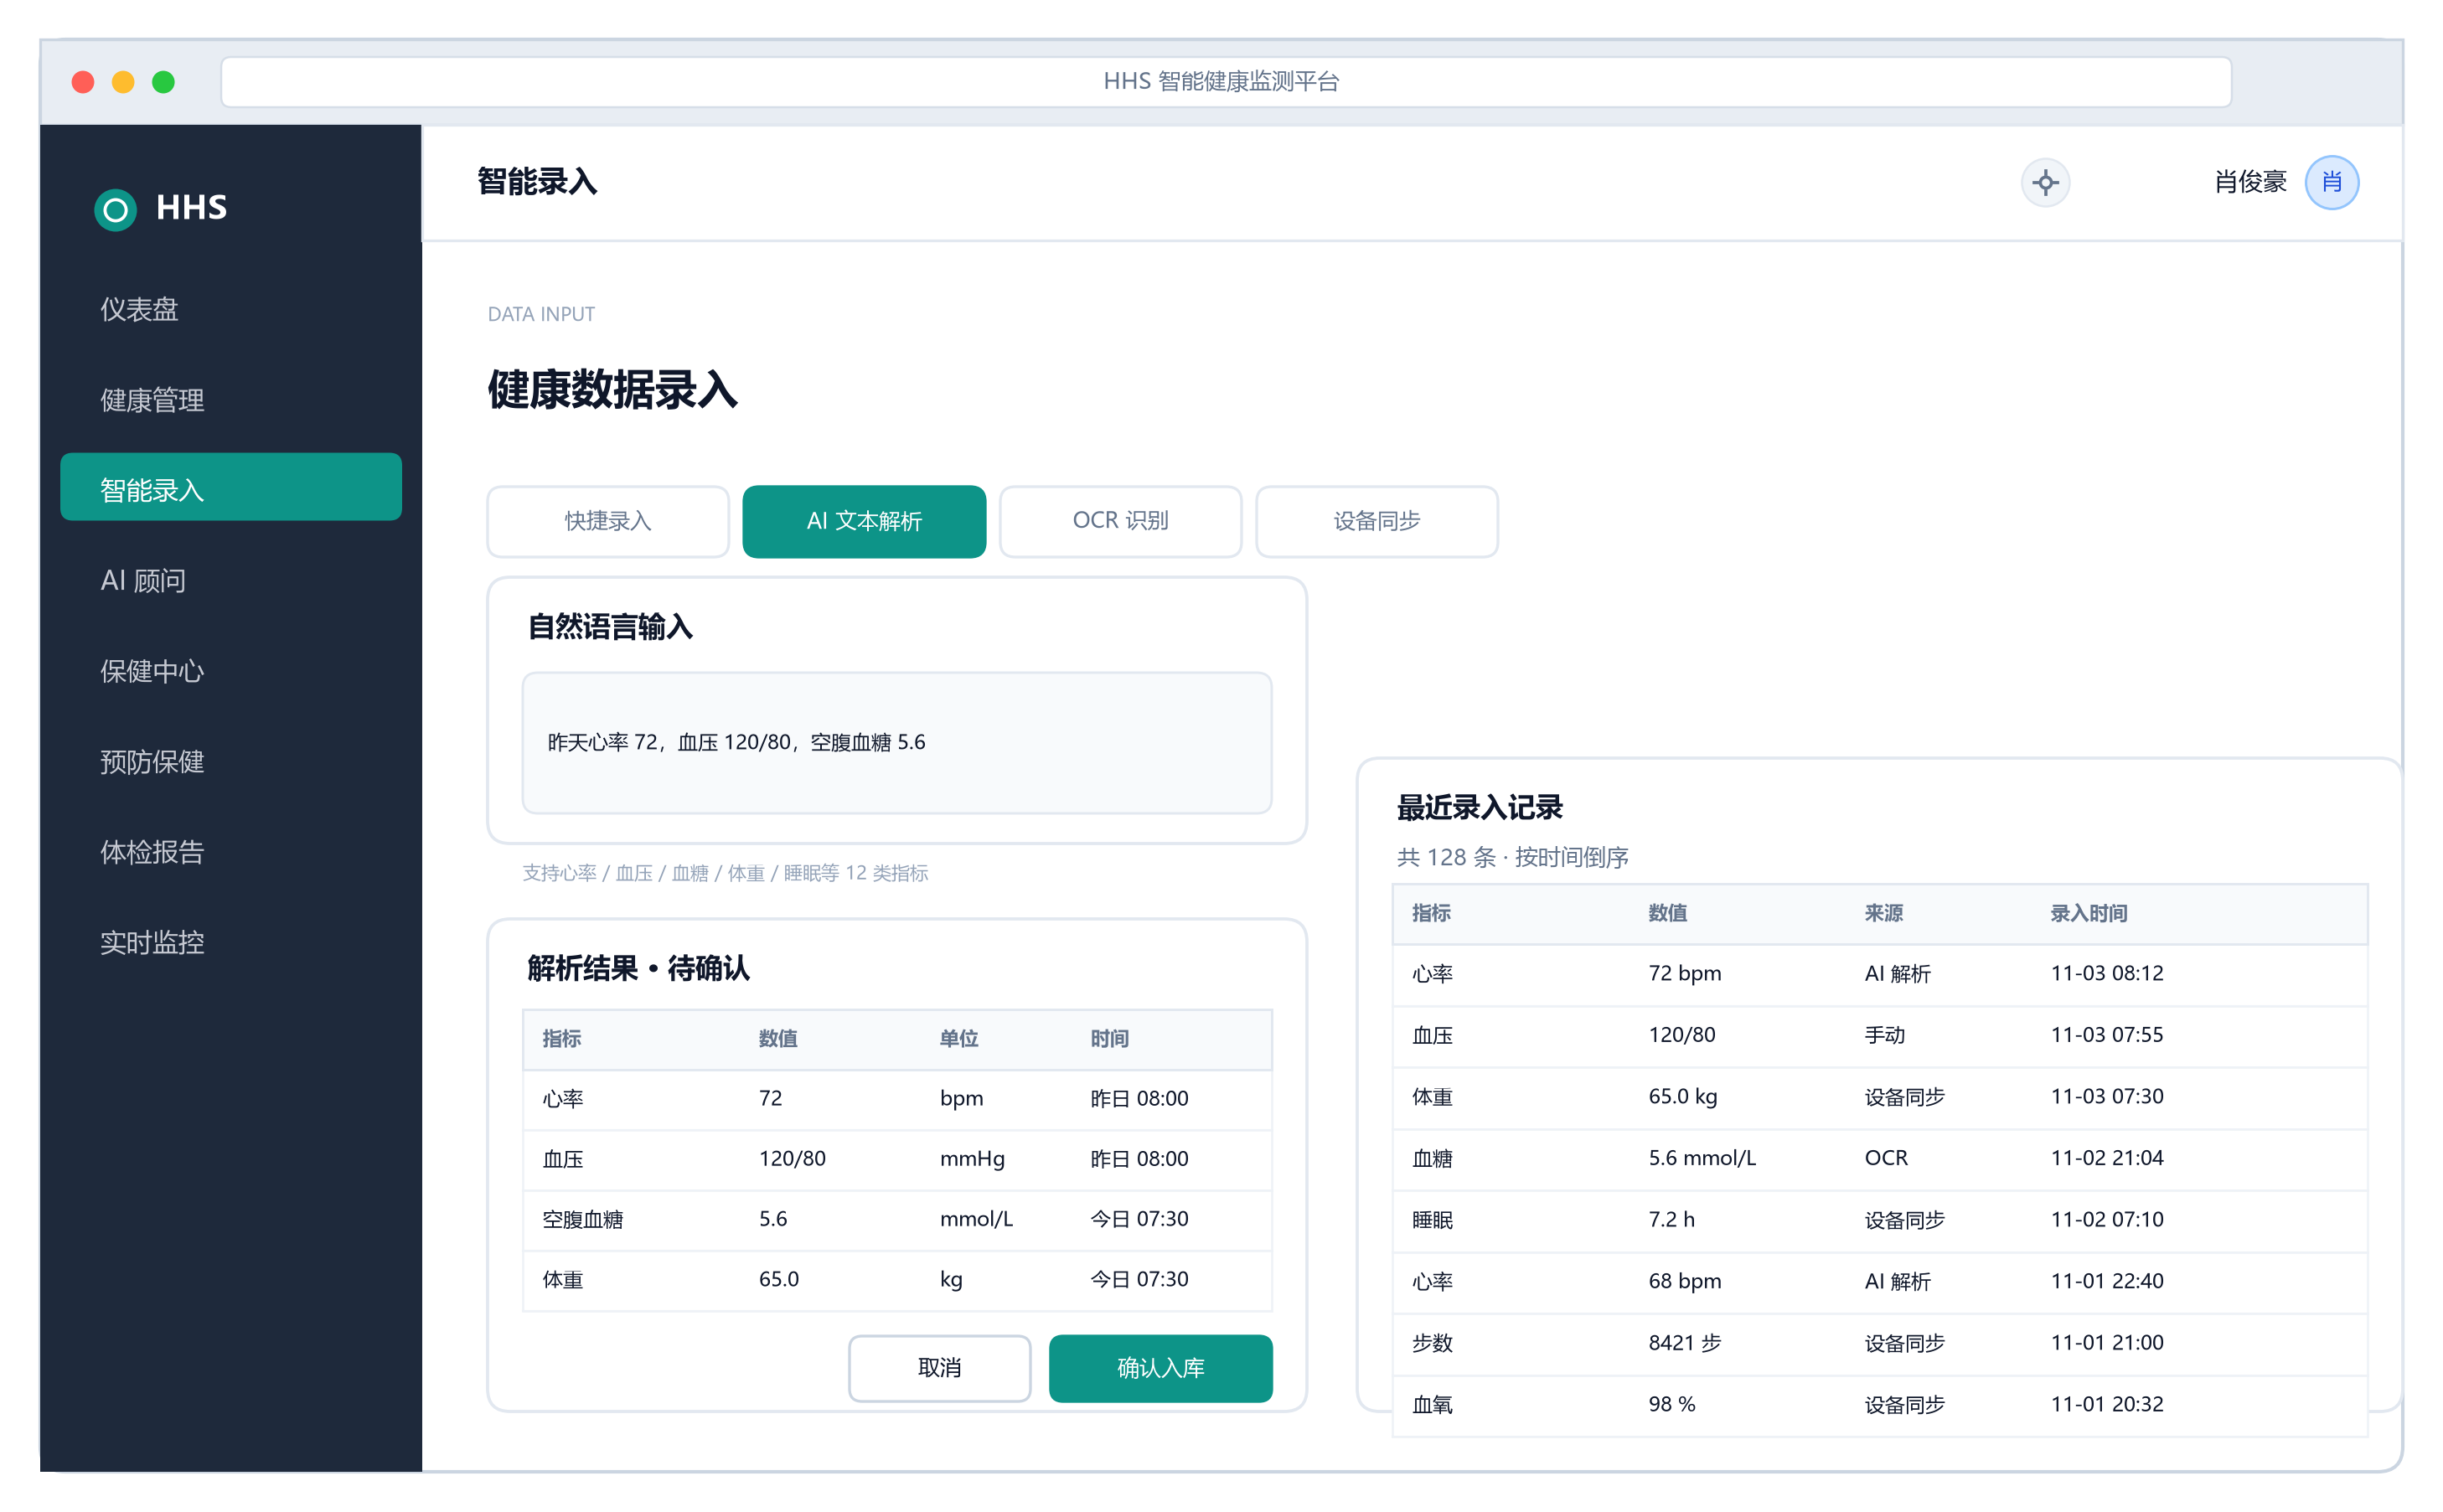 HHS 智能健康监测平台
HHS
仪表盘
健康管理
智能录入
AI 顾问
保健中心
预防保健
体检报告
实时监控
智能录入
肖俊豪 肖
DATA INPUT
健康数据录入
快捷录入 AI 文本解析 OCR 识别 设备同步
自然语言输入
昨天心率 72，血压 120/80，空腹血糖 5.6
支持心率 / 血压 / 血糖 / 体重 / 睡眠等 12 类指标
解析结果 • 待确认
指标 数值 单位 时间
心率 72 bpm 昨日 08:00
血压 120/80 mmHg 昨日 08:00
空腹血糖 5.6 mmol/L 今日 07:30
体重 65.0 kg 今日 07:30
取消 确认入库
最近录入记录
共 128 条 · 按时间倒序
指标 数值 来源 录入时间
心率 72 bpm AI 解析 11-03 08:12
血压 120/80 手动 11-03 07:55
体重 65.0 kg 设备同步 11-03 07:30
血糖 5.6 mmol/L OCR 11-02 21:04
睡眠 7.2 h 设备同步 11-02 07:10
心率 68 bpm AI 解析 11-01 22:40
步数 8421 步 设备同步 11-01 21:00
血氧 98 % 设备同步 11-01 20:32